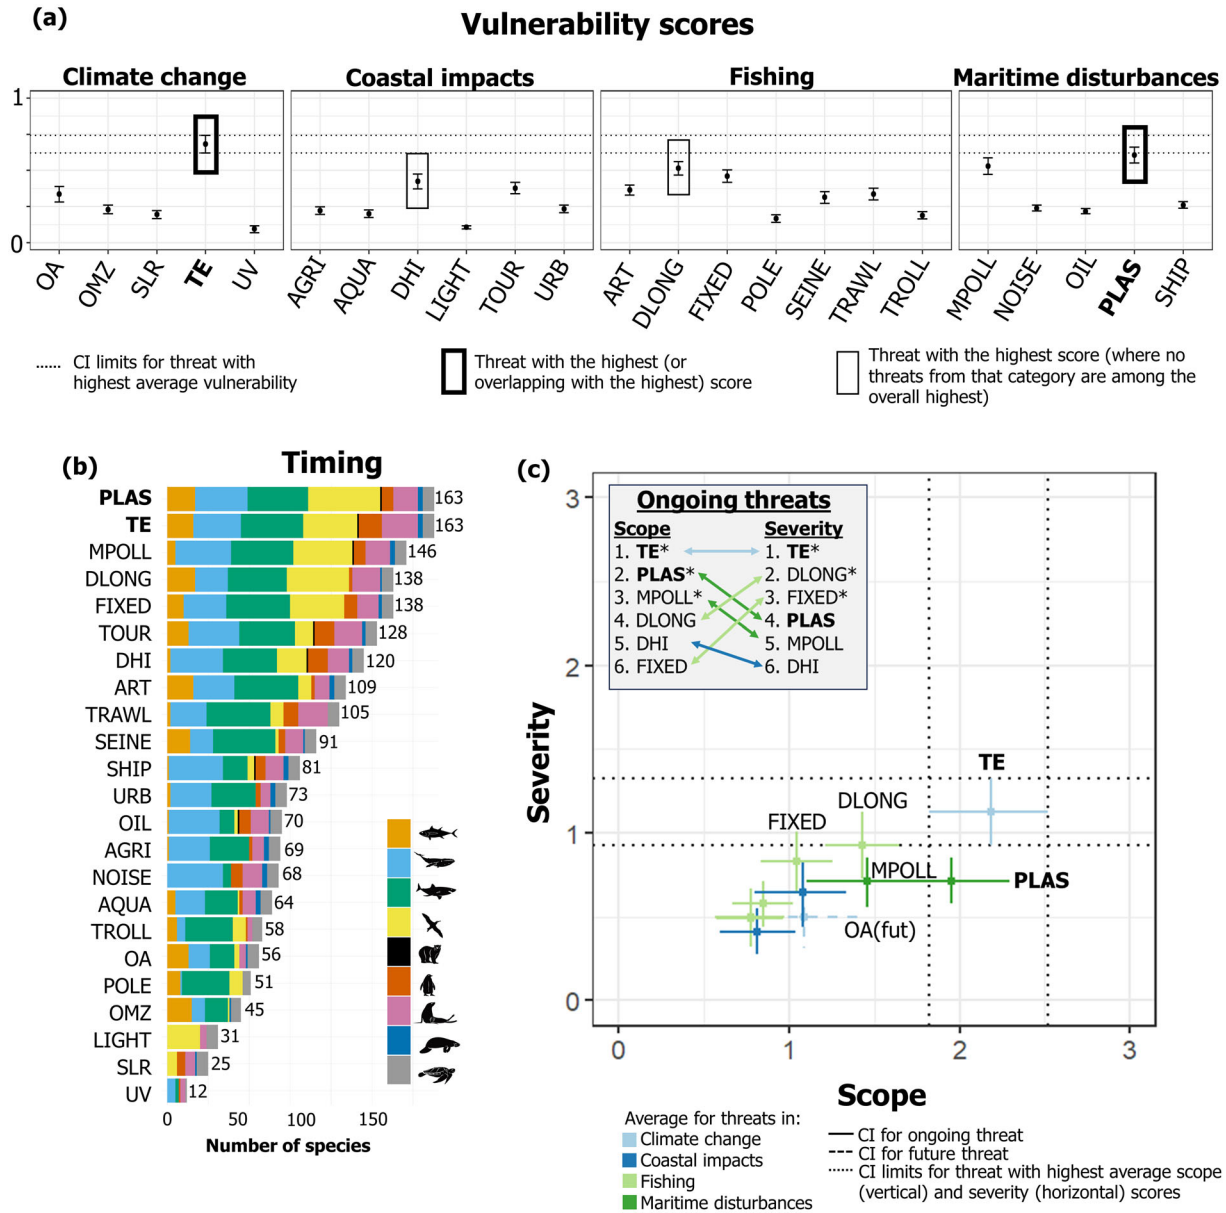 (a)
Vulnerability scores
Climate change
Coastal impacts
Fishing
Maritime disturbances
1
0
OA
OMZ
SLR
TE
UV
AGRI
AQUA
DHI
LIGHT
TOUR
URB
ART
DLONG
FIXED
POLE
SEINE
TRAWL
TROLL
MPOLL
NOISE
OIL
PLAS
SHIP
CI limits for threat with
highest average vulnerability
Threat with the highest (or
overlapping with the highest) score
Threat with the highest score (where no
threats from that category are among the
overall highest)
(b)
Timing
PLAS 163
TE 163
MPOLL 146
DLONG 138
FIXED 138
TOUR 128
DHI 120
ART 109
TRAWL 105
SEINE 91
SHIP 81
URB 73
OIL 70
AGRI 69
NOISE 68
AQUA 64
TROLL 58
OA 56
POLE 51
OMZ 45
LIGHT 31
SLR 25
UV 12
0 50 100 150
Number of species
(c)
Ongoing threats
Scope Severity
1. TE* 1. TE*
2. PLAS* 2. DLONG*
3. MPOLL* 3. FIXED*
4. DLONG 4. PLAS
5. DHI 5. MPOLL
6. FIXED 6. DHI
3
2
1
0
Severity
TE
DLONG
FIXED
MPOLL
PLAS
OA(fut)
0 1 2 3
Scope
Average for threats in:
Climate change
Coastal impacts
Fishing
Maritime disturbances
CI for ongoing threat
CI for future threat
CI limits for threat with highest average scope
(vertical) and severity (horizontal) scores